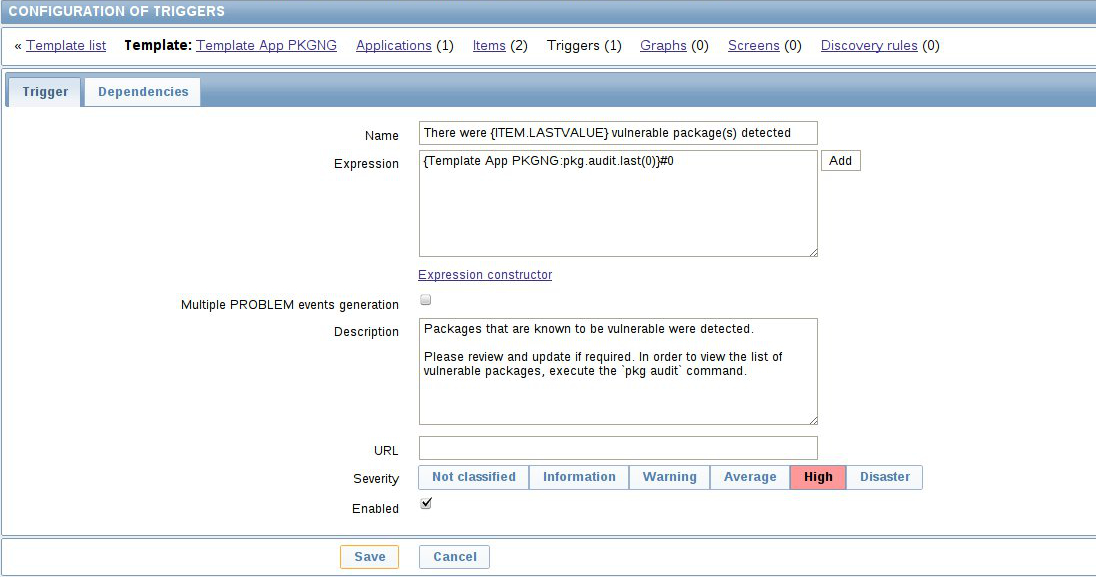 CONFIGURATION OF TRIGGERS
« Template list Template: Template App PKGNG Applications (1) Items (2) Triggers (1) Graphs (0) Screens (0) Discovery rules (0)
Trigger Dependencies
Name There were {ITEM.LASTVALUE} vulnerable package(s) detected
Expression {Template App PKGNG:pkg.audit.last(0)}#0 Add
Expression constructor
Multiple PROBLEM events generation
Description Packages that are known to be vulnerable were detected.
Please review and update if required. In order to view the list of
vulnerable packages, execute the `pkg audit` command.
URL
Severity Not classified Information Warning Average High Disaster
Enabled
Save Cancel